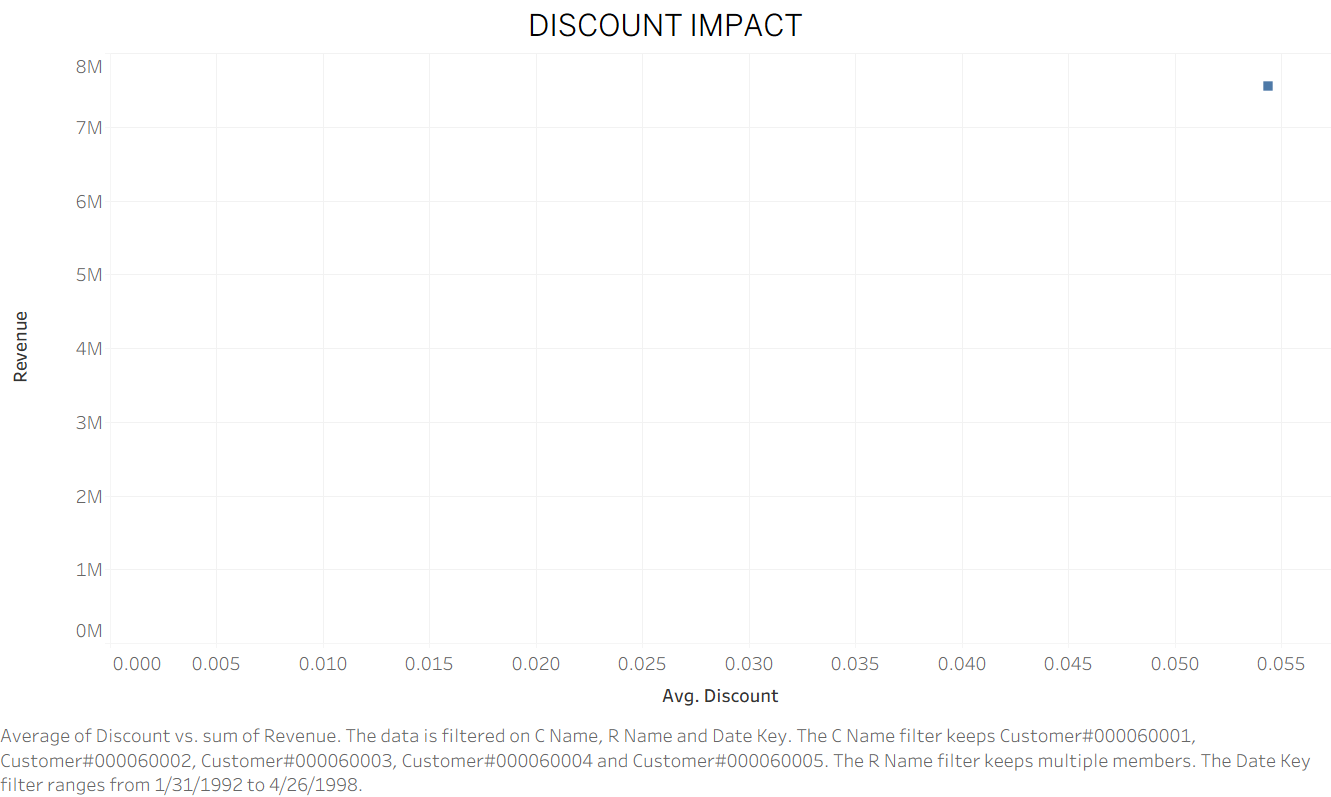 DISCOUNT IMPACT
8M
7M
6M
5M
4M
3M
2M
1M
0M
Revenue
0.000 0.005 0.010 0.015 0.020 0.025 0.030 0.035 0.040 0.045 0.050 0.055
Avg. Discount
Average of Discount vs. sum of Revenue. The data is filtered on C Name, R Name and Date Key. The C Name filter keeps Customer#000060001,
Customer#000060002, Customer#000060003, Customer#000060004 and Customer#000060005. The R Name filter keeps multiple members. The Date Key
filter ranges from 1/31/1992 to 4/26/1998.